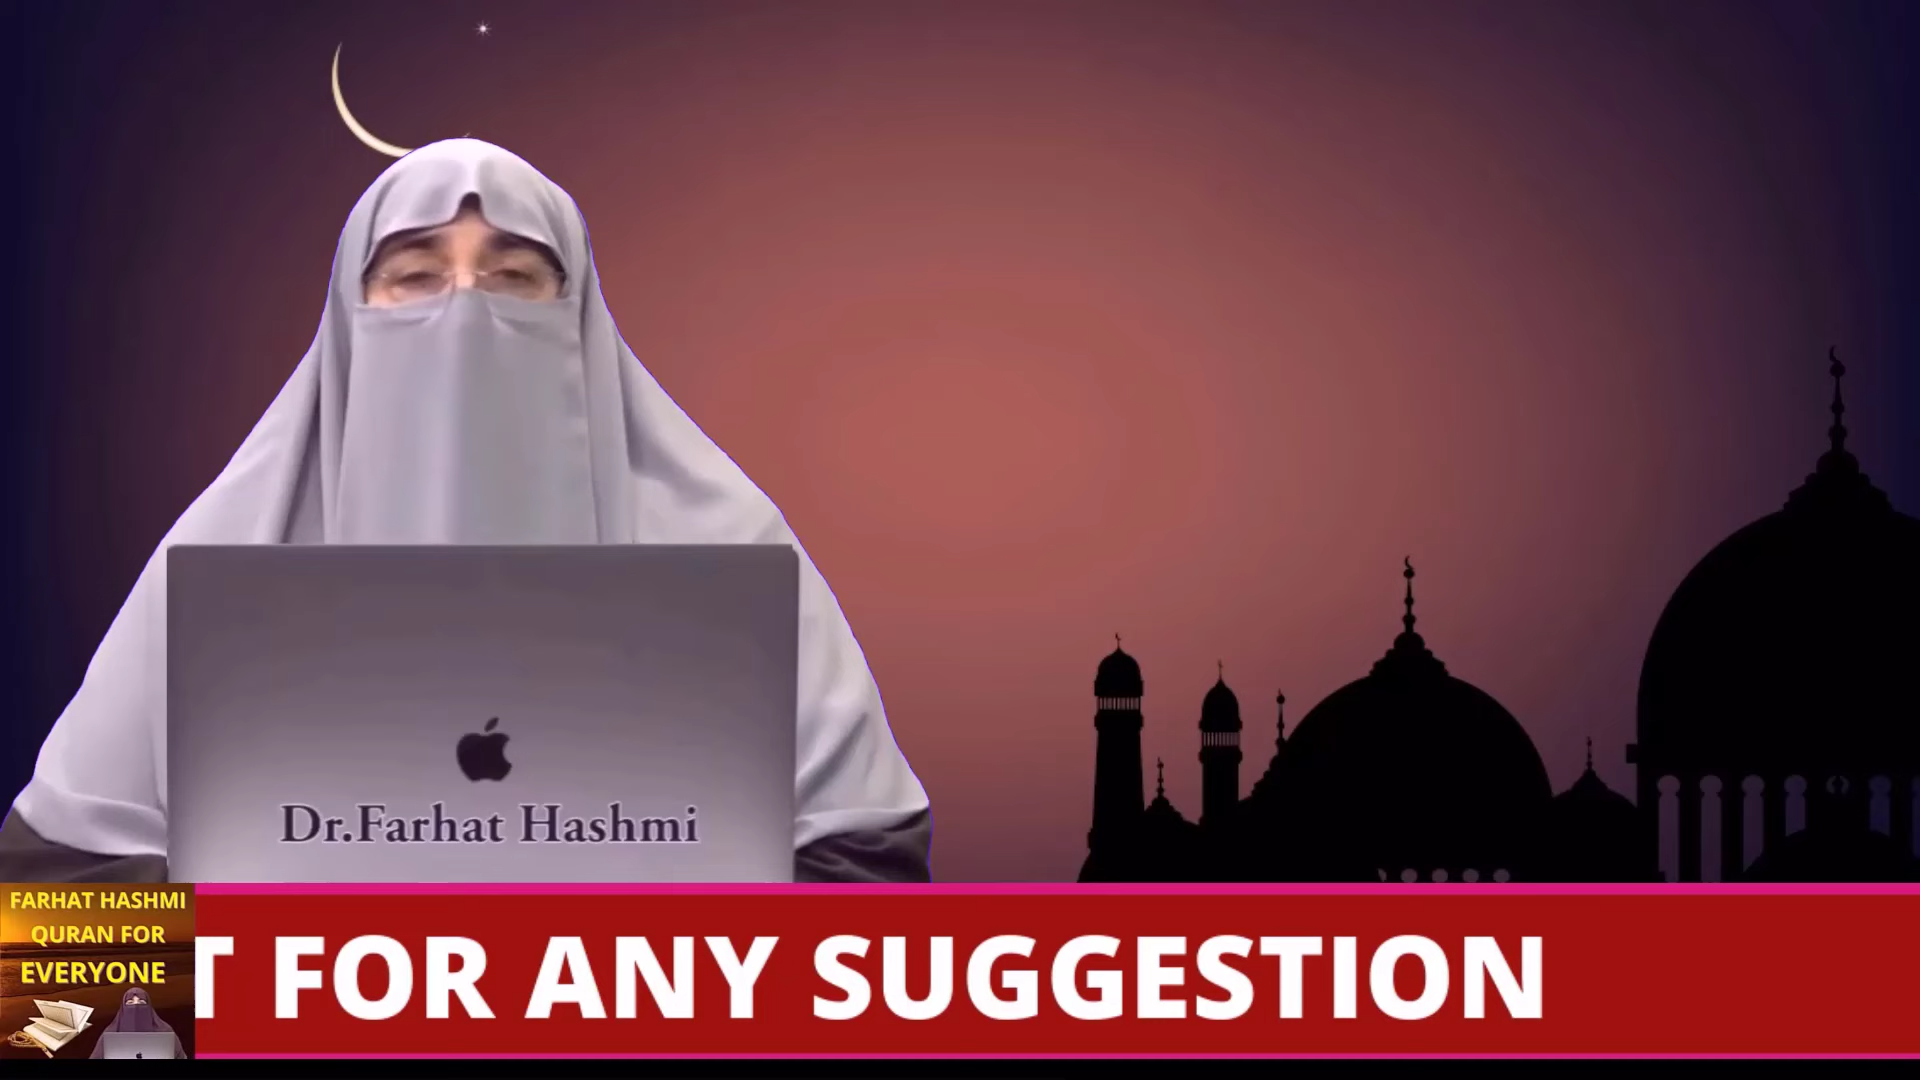 Dr.Farhat Hashmi
FARHAT HASHMI
QURAN FOR
EVERYONE
T FOR ANY SUGGESTION